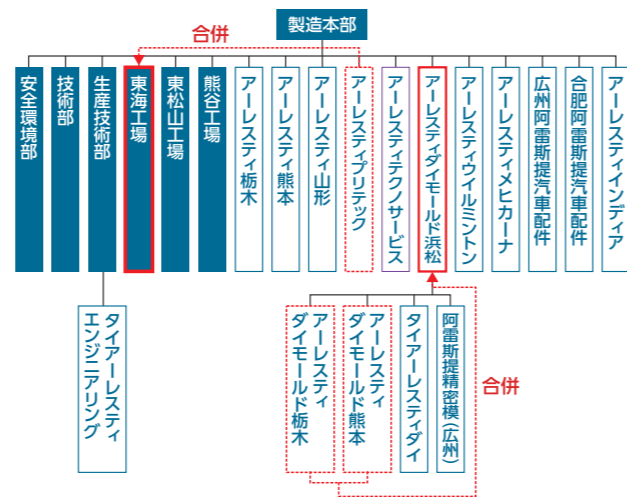 製造本部
合併
安全環境部
技術部
生産技術部
東海工場
東松山工場
熊谷工場
アーレスティ栃木
アーレスティ熊本
アーレスティ山形
アーレスティプリテック
アーレスティテクノサービス
アーレスティダイモールド浜松
アーレスティウイルミントン
アーレスティメヒカーナ
広州阿雷斯提汽車配件
合肥阿雷斯提汽車配件
アーレスティインディア
タイアーレスティ
エンジニアリング
アーレスティ
ダイモールド栃木
アーレスティ
ダイモールド熊本
タイアーレスティダイ
阿雷斯提精密模(広州)
合併